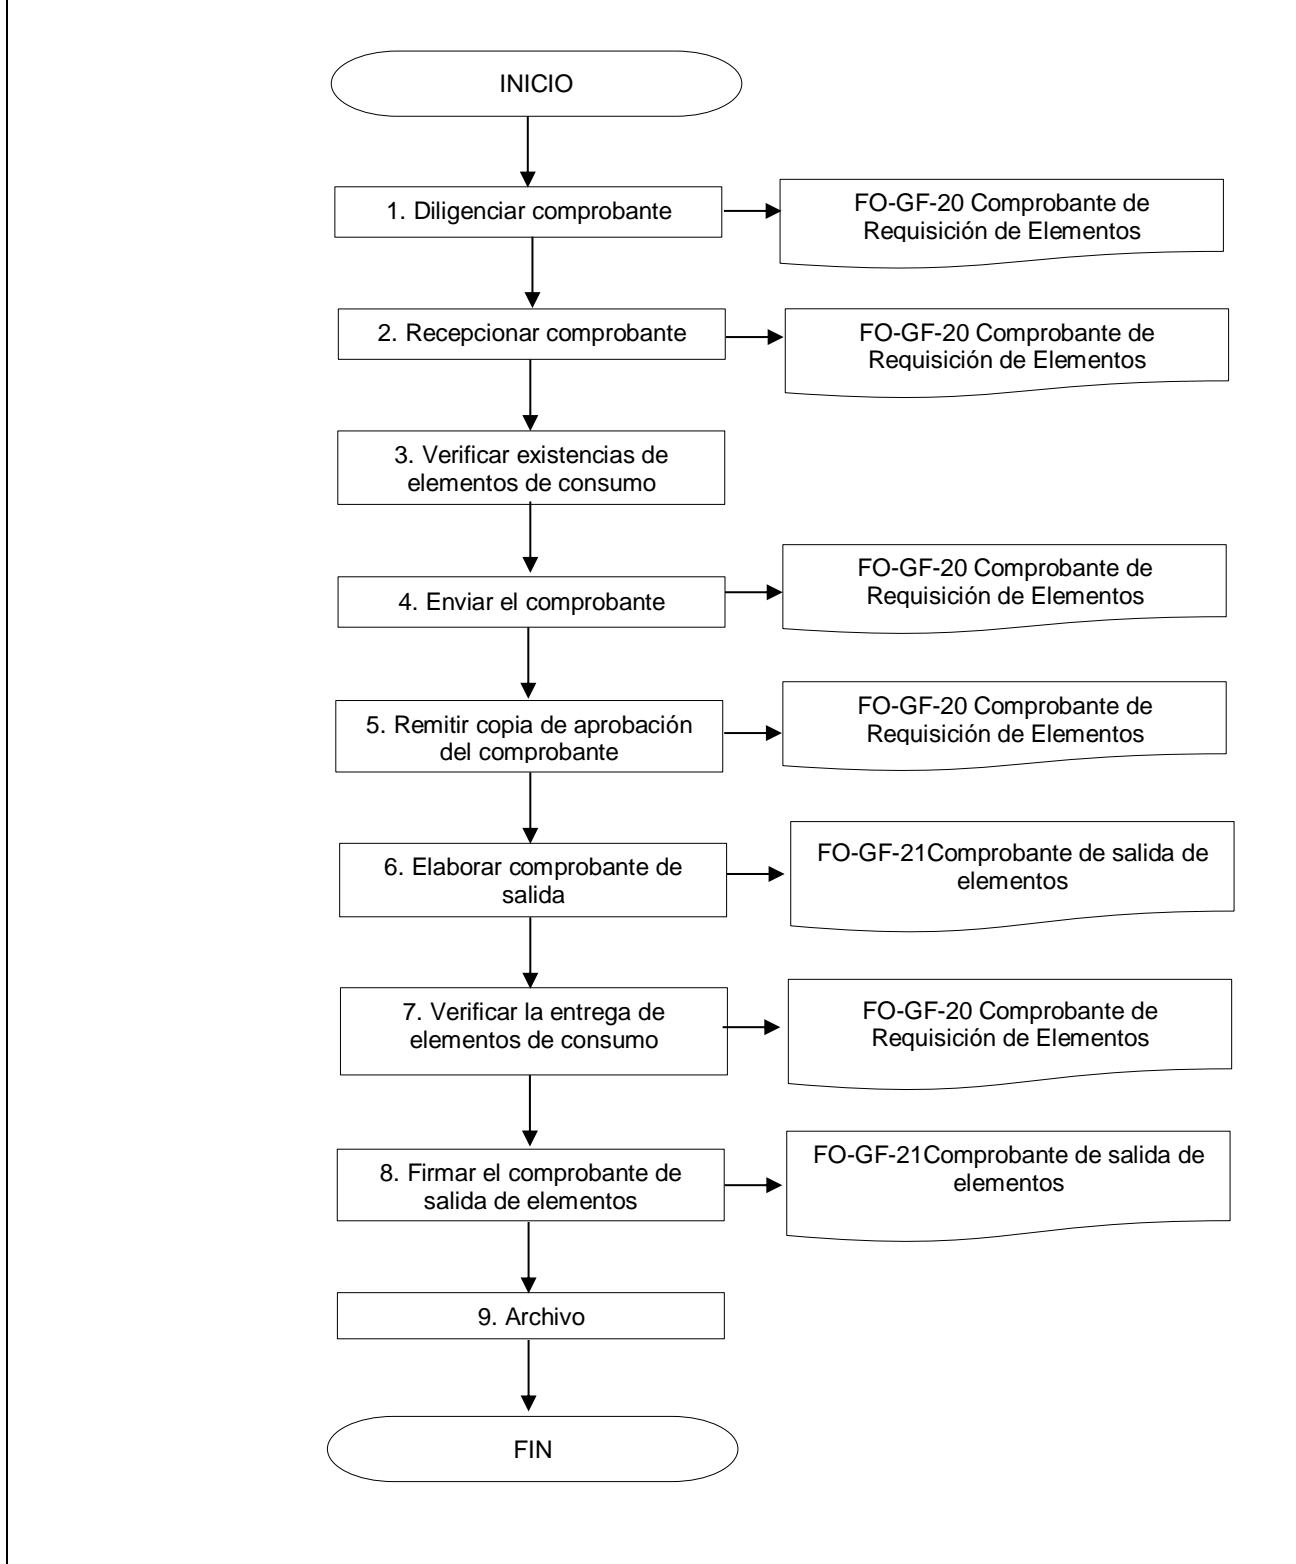 INICIO
1. Diligenciar comprobante
FO-GF-20 Comprobante de
Requisición de Elementos
2. Recepcionar comprobante
FO-GF-20 Comprobante de
Requisición de Elementos
3. Verificar existencias de
elementos de consumo
4. Enviar el comprobante
FO-GF-20 Comprobante de
Requisición de Elementos
5. Remitir copia de aprobación
del comprobante
FO-GF-20 Comprobante de
Requisición de Elementos
6. Elaborar comprobante de
salida
FO-GF-21Comprobante de salida de
elementos
7. Verificar la entrega de
elementos de consumo
FO-GF-20 Comprobante de
Requisición de Elementos
8. Firmar el comprobante de
salida de elementos
FO-GF-21Comprobante de salida de
elementos
9. Archivo
FIN